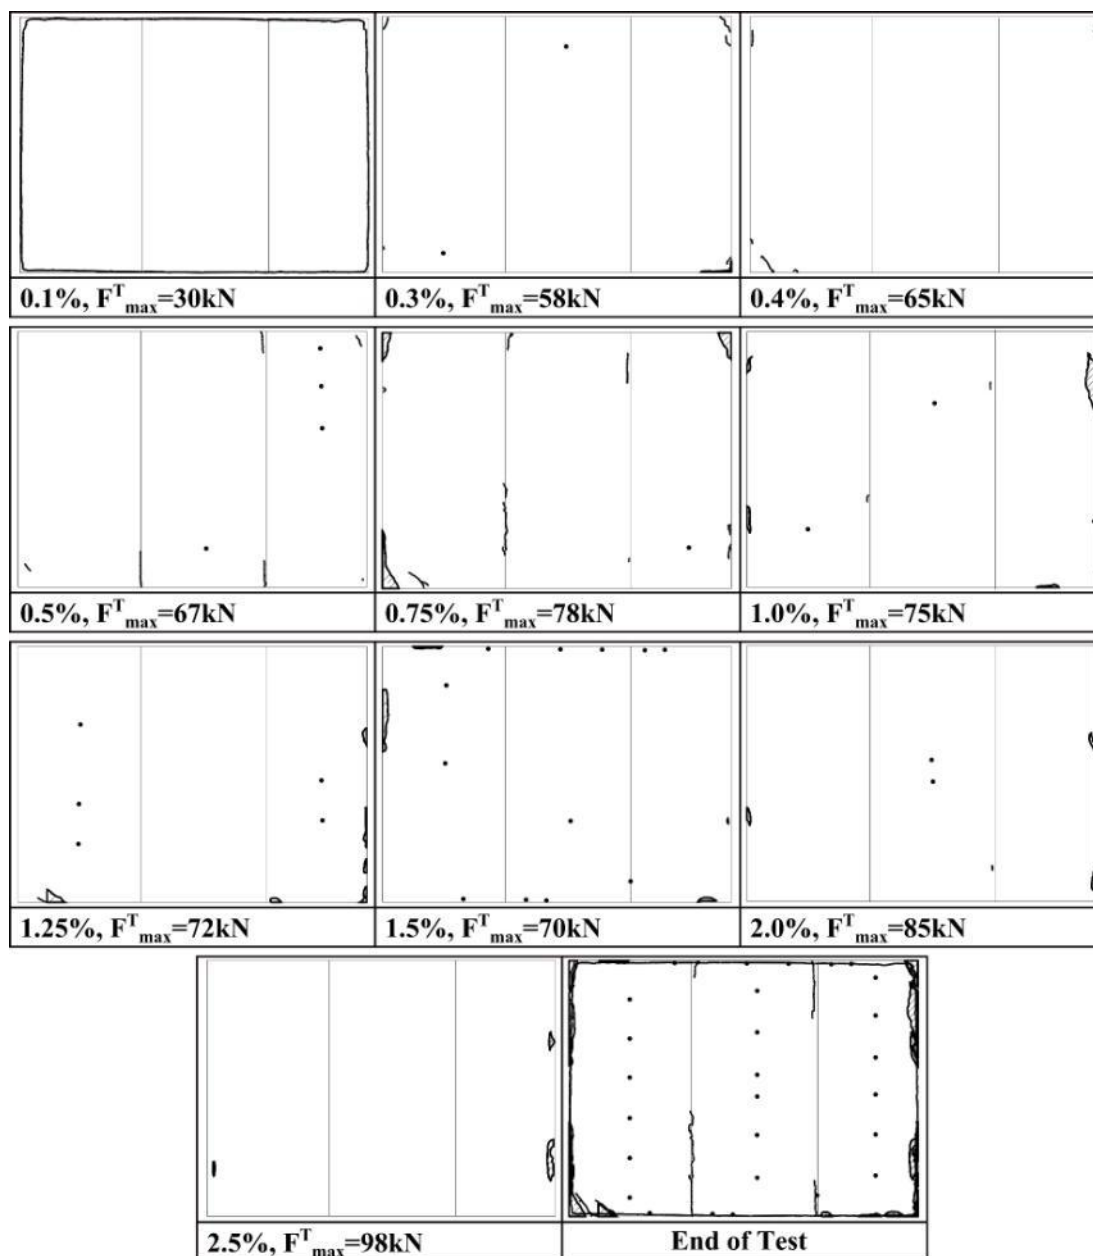 0.1%, F^T_max=30kN
0.3%, F^T_max=58kN
0.4%, F^T_max=65kN
0.5%, F^T_max=67kN
0.75%, F^T_max=78kN
1.0%, F^T_max=75kN
1.25%, F^T_max=72kN
1.5%, F^T_max=70kN
2.0%, F^T_max=85kN
2.5%, F^T_max=98kN
End of Test